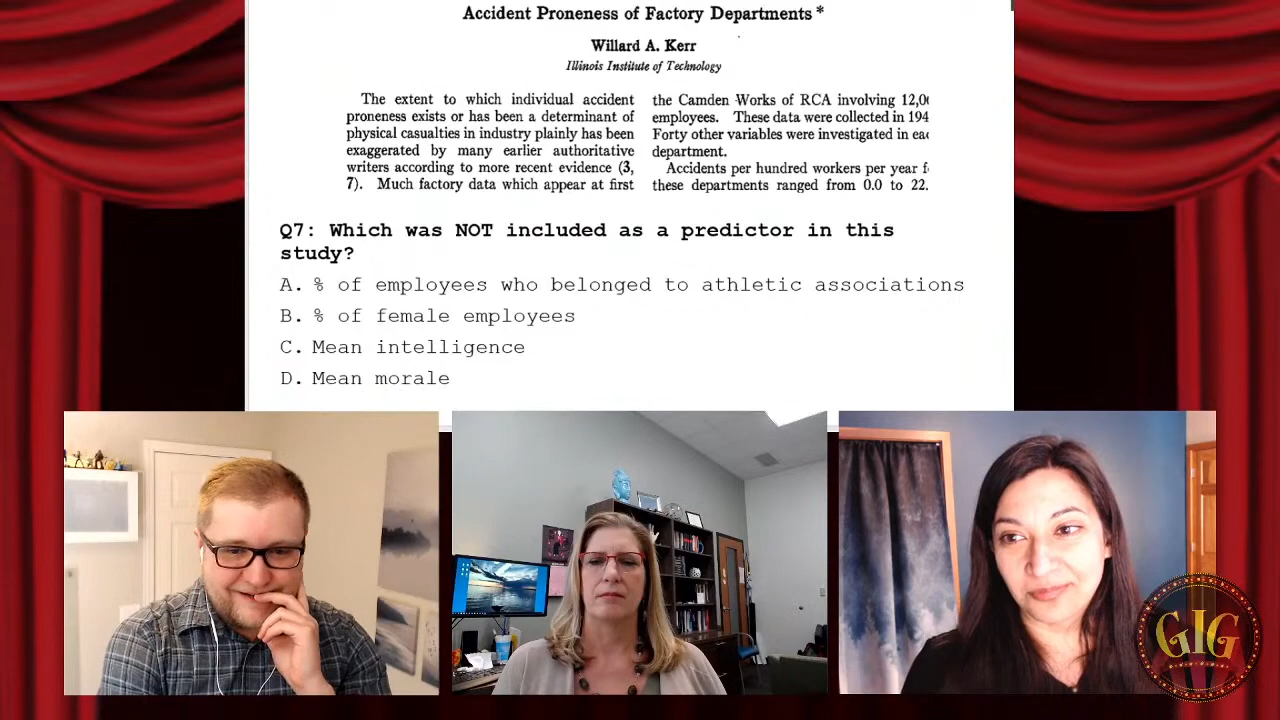 Accident Proneness of Factory Departments *
Willard A. Kerr
Illinois Institute of Technology
The extent to which individual accident
proneness exists or has been a determinant of
physical casualties in industry plainly has been
exaggerated by many earlier authoritative
writers according to more recent evidence (3,
7). Much factory data which appear at first
the Camden Works of RCA involving 12,0
employees. These data were collected in 194
Forty other variables were investigated in ea
department.
Accidents per hundred workers per year f
these departments ranged from 0.0 to 22.
Q7: Which was NOT included as a predictor in this
study?
A. % of employees who belonged to athletic associations
B. % of female employees
C. Mean intelligence
D. Mean morale
GIG